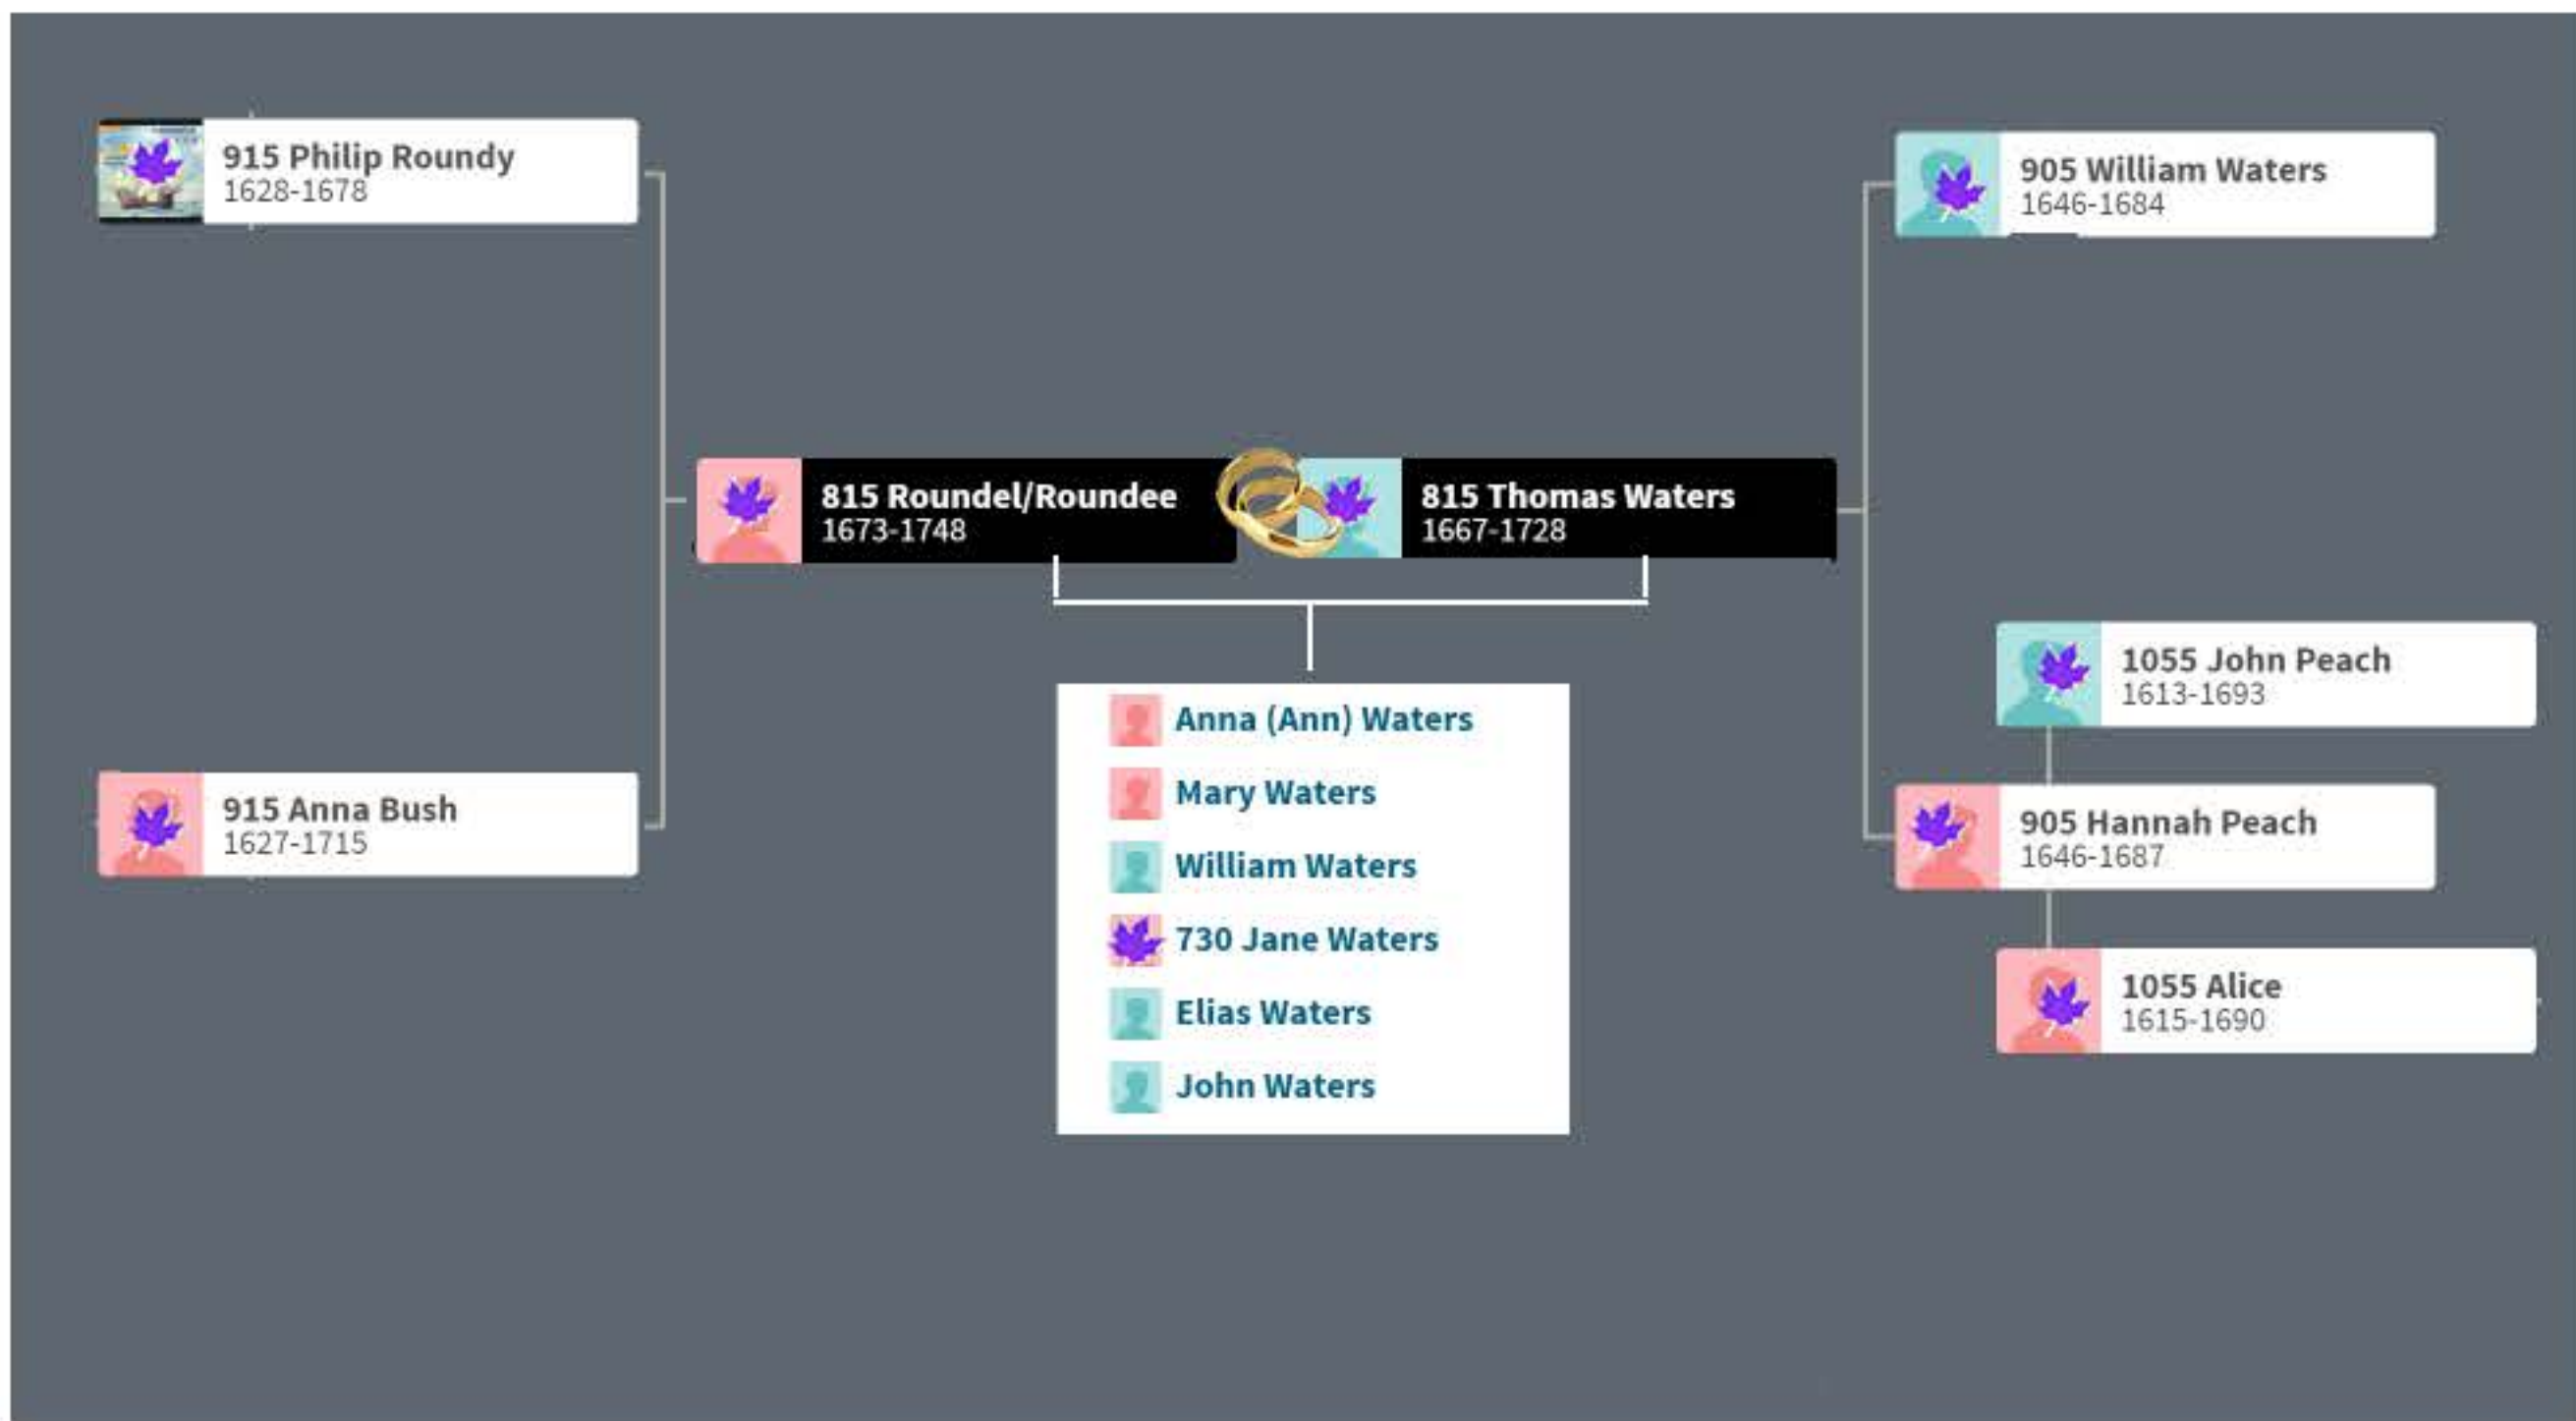 915 Philip Roundy
1628-1678
905 William Waters
1646-1684
815 Roundel/Roundee
1673-1748
815 Thomas Waters
1667-1728
1055 John Peach
1613-1693
915 Anna Bush
1627-1715
905 Hannah Peach
1646-1687
1055 Alice
1615-1690
Anna (Ann) Waters
Mary Waters
William Waters
730 Jane Waters
Elias Waters
John Waters